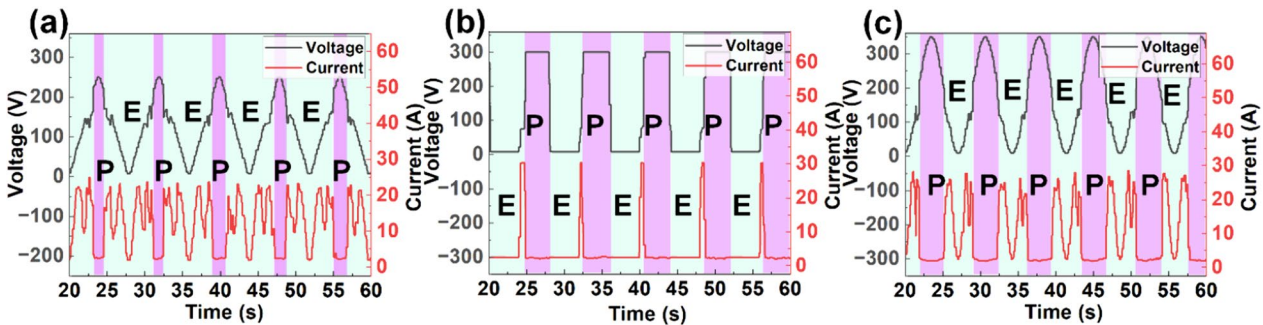 (a)
Voltage
Current
300
200
100
0
−100
−200
Voltage (V)
E E E E
P P P P P
60
50
40
30
20
10
0
Current (A)
20 25 30 35 40 45 50 55 60
Time (s)
(b)
Voltage
Current
300
200
100
0
−100
−200
−300
Voltage (V)
P P P P P
E E E E
60
50
40
30
20
10
0
Current (A)
20 25 30 35 40 45 50 55 60
Time (s)
(c)
Voltage
Current
300
200
100
0
−100
−200
−300
Voltage (V)
E E E E E
P P P P P
60
50
40
30
20
10
0
Current (A)
20 25 30 35 40 45 50 55 60
Time (s)